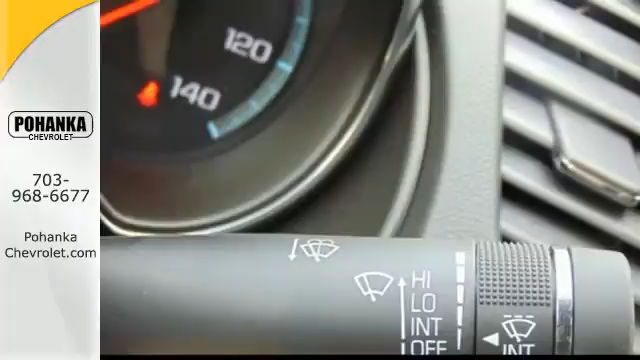 POHANKA
CHEVROLET
703-
968-6677
Pohanka
Chevrolet.com
120
140
HI
LO
INT
OFF
INT